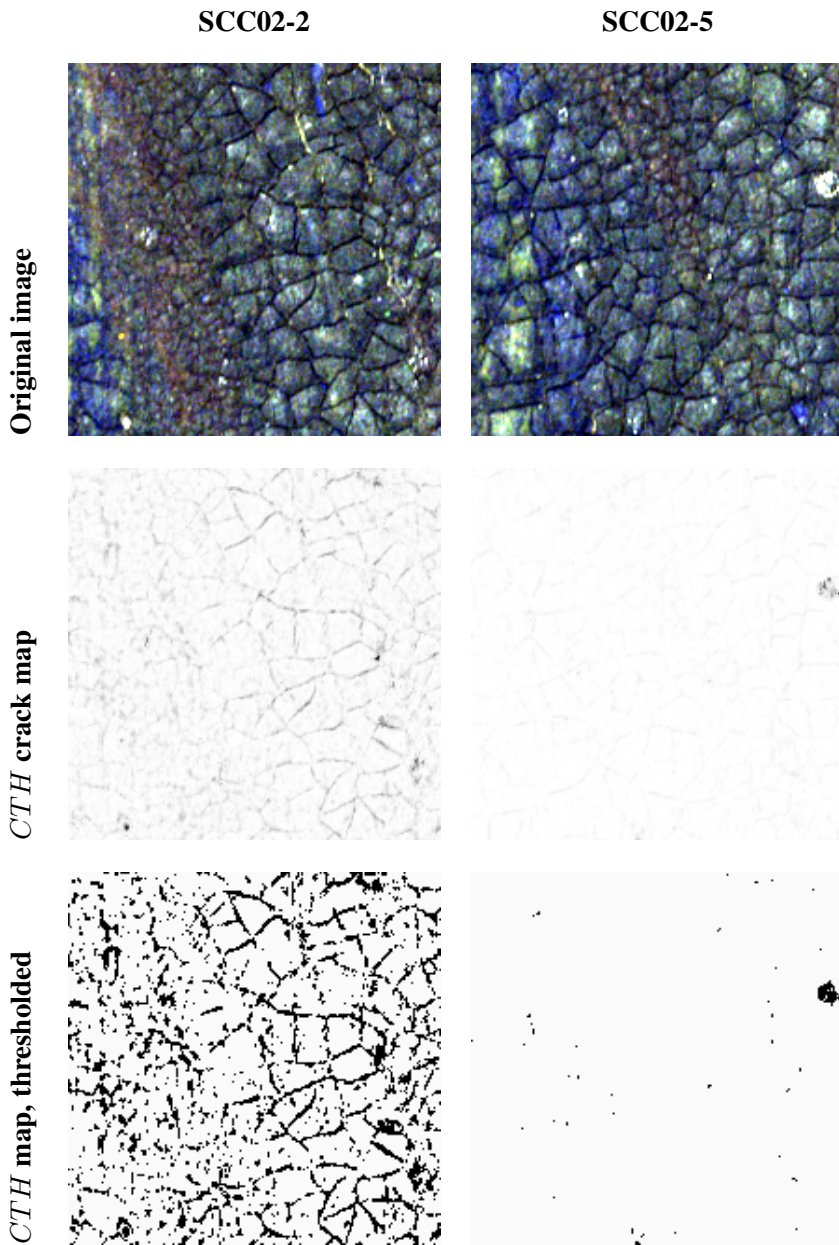 SCC02-2
SCC02-5
Original image
CTH crack map
CTH map, thresholded